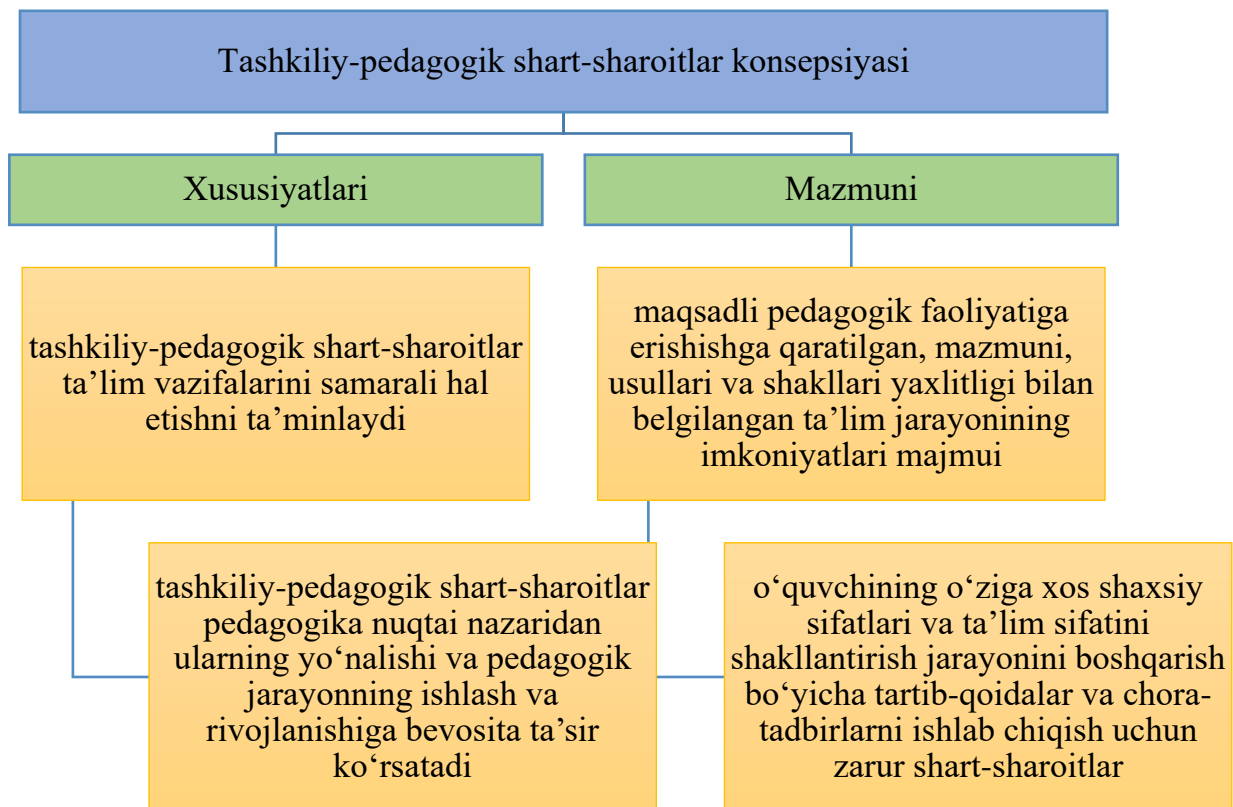 Tashkiliy-pedagogik shart-sharoitlar konsepsiyasi
Xususiyatlari
Mazmuni
tashkiliy-pedagogik shart-sharoitlar
ta’lim vazifalarini samarali hal
etishni ta’minlaydi
maqsadli pedagogik faoliyatiga
erishishga qaratilgan, mazmuni,
usullari va shakllari yaxlitligi bilan
belgilangan ta’lim jarayonining
imkoniyatlari majmui
tashkiliy-pedagogik shart-sharoitlar
pedagogika nuqtai nazaridan
ularning yo‘nalishi va pedagogik
jarayonning ishlash va
rivojlanishiga bevosita ta’sir
ko‘rsatadi
o‘quvchining o‘ziga xos shaxsiy
sifatlari va ta’lim sifatini
shakllantirish jarayonini boshqarish
bo‘yicha tartib-qoidalar va chora-
tadbirlarni ishlab chiqish uchun
zarur shart-sharoitlar